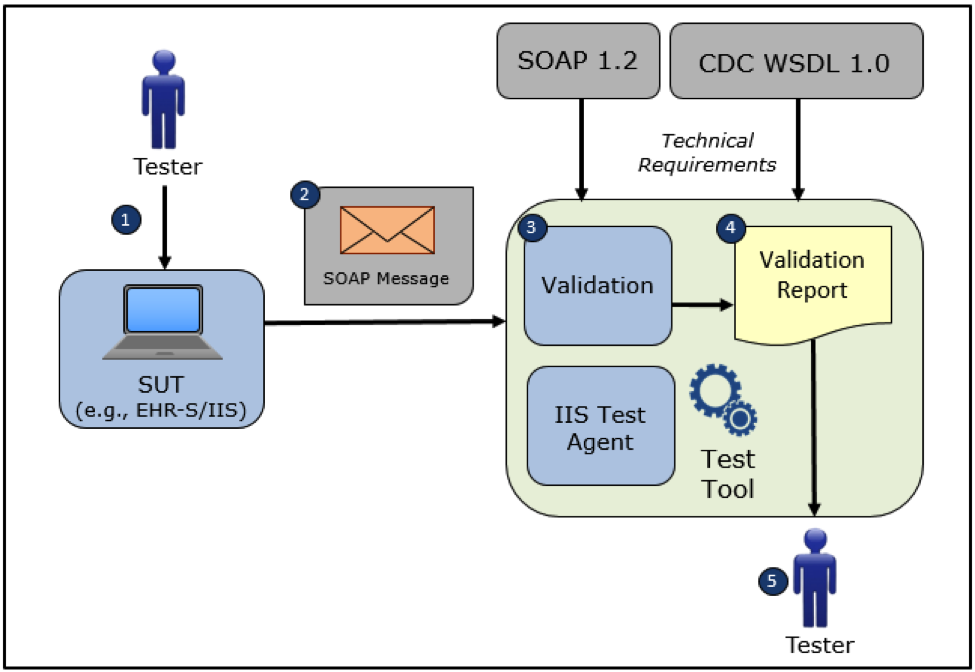 SOAP 1.2
CDC WSDL 1.0
Tester
Technical
Requirements
1
2
SOAP Message
3
Validation
4
Validation
Report
SUT
(e.g., EHR-S/IIS)
IIS Test
Agent
Test
Tool
5
Tester